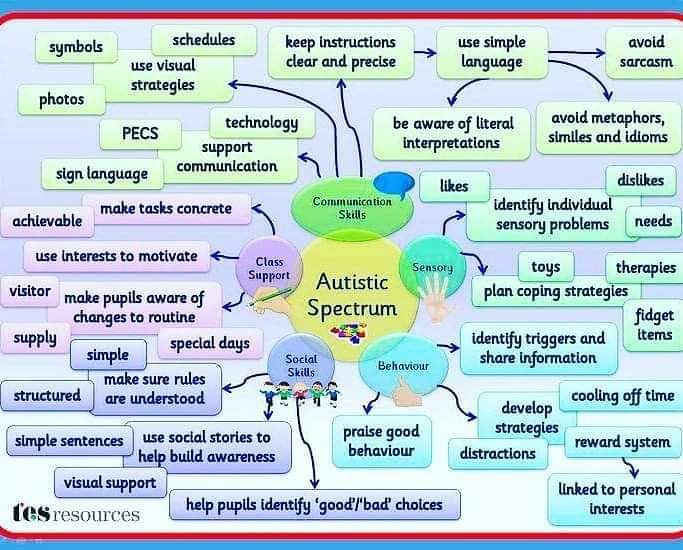 symbols
schedules
use visual
strategies
photos
keep instructions
clear and precise
use simple
language
avoid
sarcasm
be aware of literal
interpretations
avoid metaphors,
similes and idioms
PECS
technology
support
communication
sign language
Communication
Skills
likes
dislikes
identify individual
sensory problems
needs
achievable
make tasks concrete
use interests to motivate
Class
Support
visitor
make pupils aware of
changes to routine
supply
special days
Autistic
Spectrum
Sensory
toys
therapies
plan coping strategies
fidget
items
simple
structured
make sure rules
are understood
Social
Skills
simple sentences
use social stories to
help build awareness
visual support
help pupils identify ‘good’/‘bad’ choices
Behaviour
identify triggers and
share information
praise good
behaviour
develop
strategies
cooling off time
distractions
reward system
linked to personal
interests
tes resources